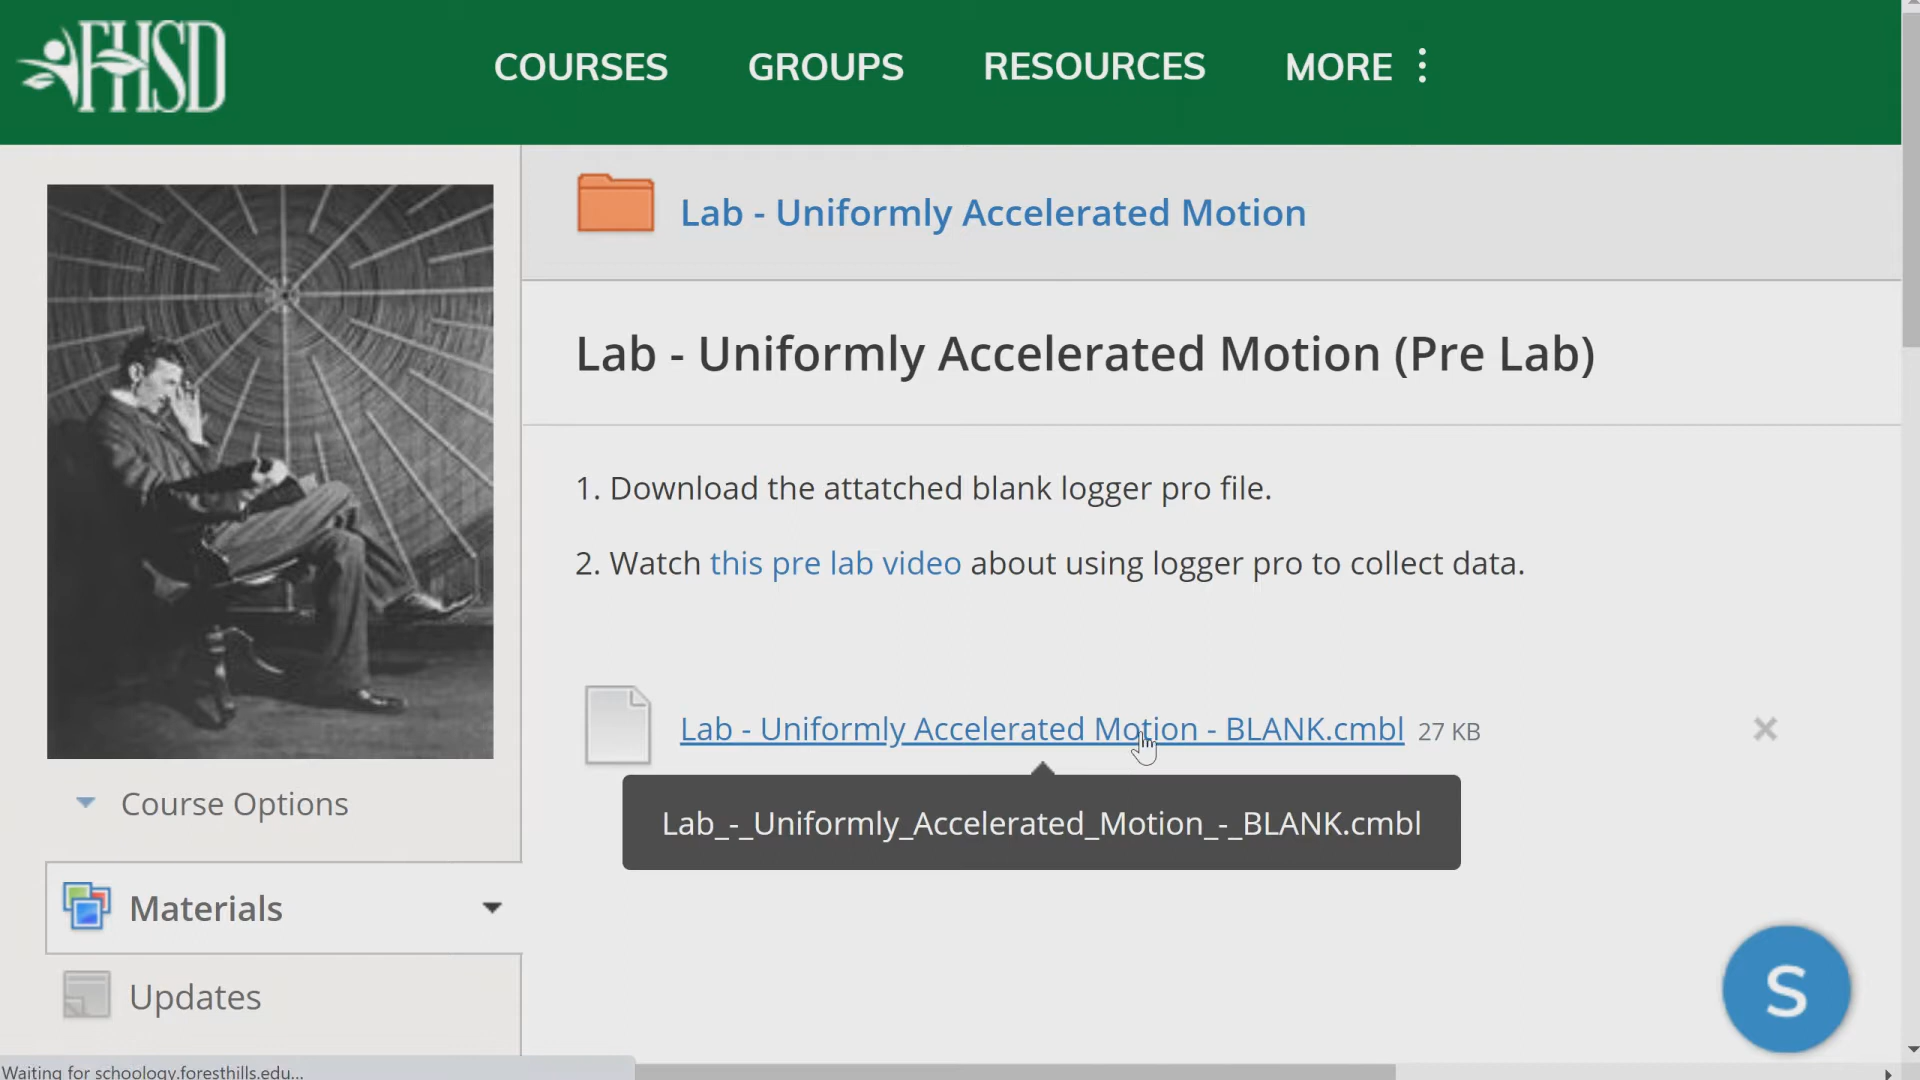 FHSD
COURSES
GROUPS
RESOURCES
MORE
Lab - Uniformly Accelerated Motion
Lab - Uniformly Accelerated Motion (Pre Lab)
1. Download the attatched blank logger pro file.
2. Watch this pre lab video about using logger pro to collect data.
Lab - Uniformly Accelerated Motion - BLANK.cmbl 27 KB
Lab_-_Uniformly_Accelerated_Motion_-_BLANK.cmbl
Course Options
Materials
Updates
S
Waiting for schoology.foresthills.edu...